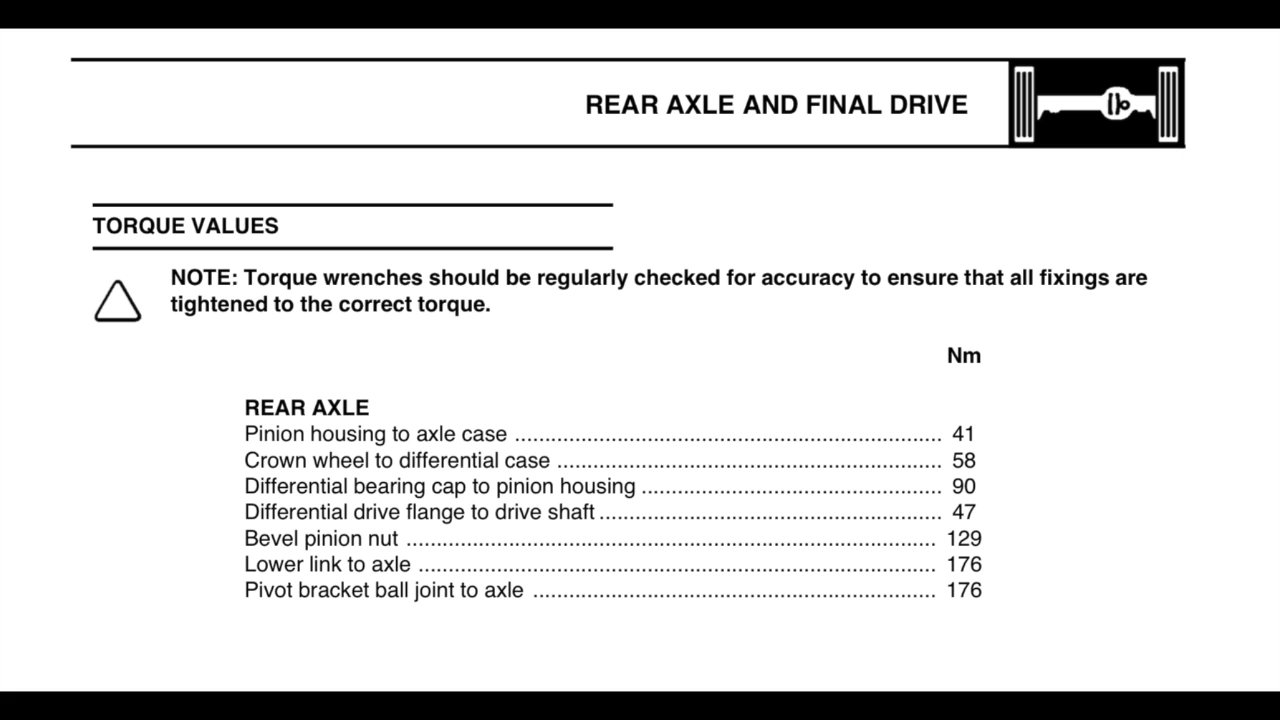 REAR AXLE AND FINAL DRIVE
TORQUE VALUES
NOTE: Torque wrenches should be regularly checked for accuracy to ensure that all fixings are
tightened to the correct torque.
Nm
REAR AXLE
Pinion housing to axle case ....................................................................... 41
Crown wheel to differential case ................................................................ 58
Differential bearing cap to pinion housing .................................................. 90
Differential drive flange to drive shaft ......................................................... 47
Bevel pinion nut ........................................................................................ 129
Lower link to axle ...................................................................................... 176
Pivot bracket ball joint to axle ................................................................... 176